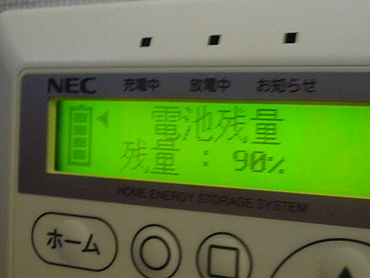 NEC 充電中 放電中 お知らせ
電池残量
残量 : 90%
HOME ENERGY STORAGE SYSTEM
ホーム